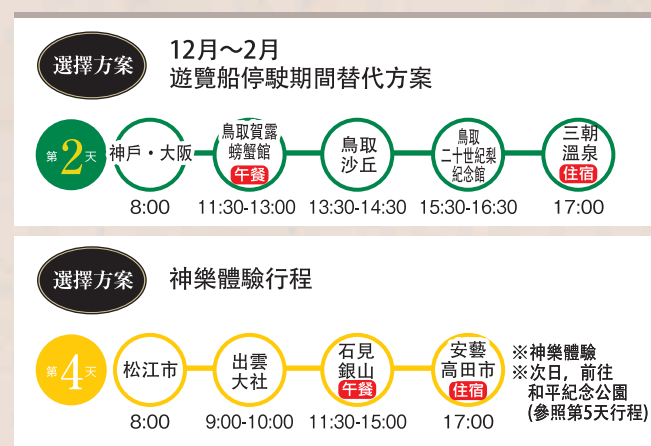 選擇方案
12月～2月
遊覽船停駛期間替代方案
第2天
神戶・大阪
鳥取賀露
螃蟹館
午餐
鳥取
沙丘
鳥取
二十世紀梨
紀念館
三朝
溫泉
住宿
8:00 11:30-13:00 13:30-14:30 15:30-16:30 17:00
選擇方案
神樂體驗行程
第4天
松江市
出雲
大社
石見
銀山
午餐
安藝
高田市
住宿
※神樂體驗
※次日，前往
和平紀念公園
(參照第5天行程)
8:00 9:00-10:00 11:30-15:00 17:00